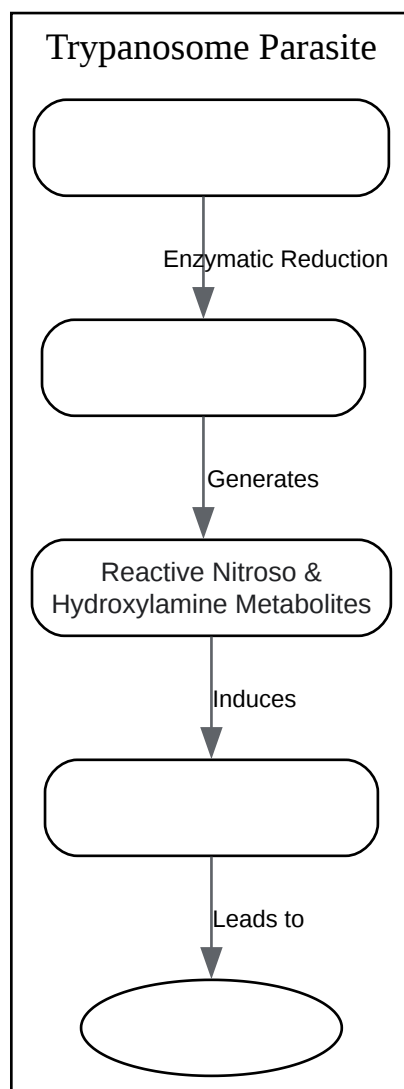 Trypanosome Parasite
Enzymatic Reduction
Generates
Reactive Nitroso &
Hydroxylamine Metabolites
Induces
Leads to